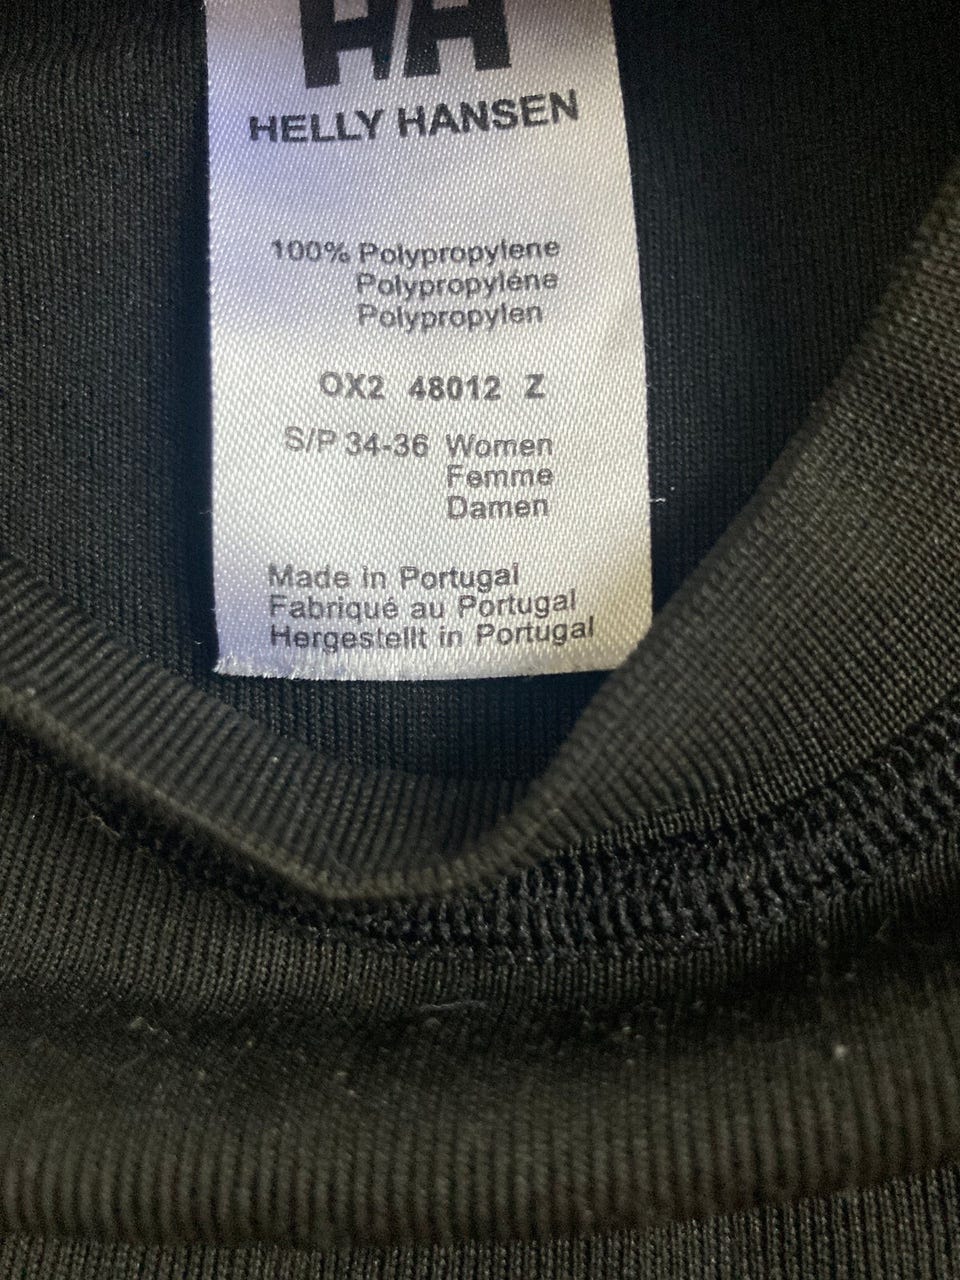 HH
HELLY HANSEN
100% Polypropylene
Polypropylène
Polypropylen
OX2 48012 Z
S/P 34-36 Women
Femme
Damen
Made in Portugal
Fabriqué au Portugal
Hergestellt in Portugal